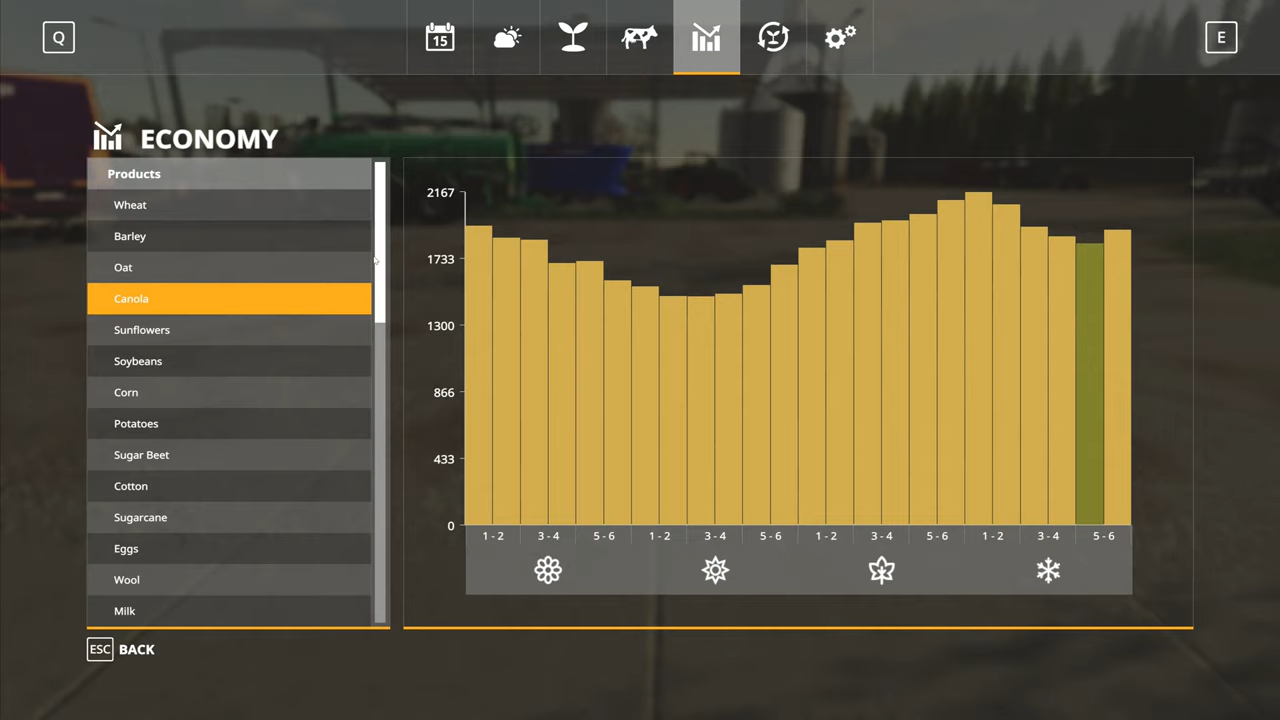 Q
15
E
ECONOMY
Products
Wheat
Barley
Oat
Canola
Sunflowers
Soybeans
Corn
Potatoes
Sugar Beet
Cotton
Sugarcane
Eggs
Wool
Milk
2167
1733
1300
866
433
0
1 - 2 3 - 4 5 - 6 1 - 2 3 - 4 5 - 6 1 - 2 3 - 4 5 - 6 1 - 2 3 - 4 5 - 6
ESC BACK